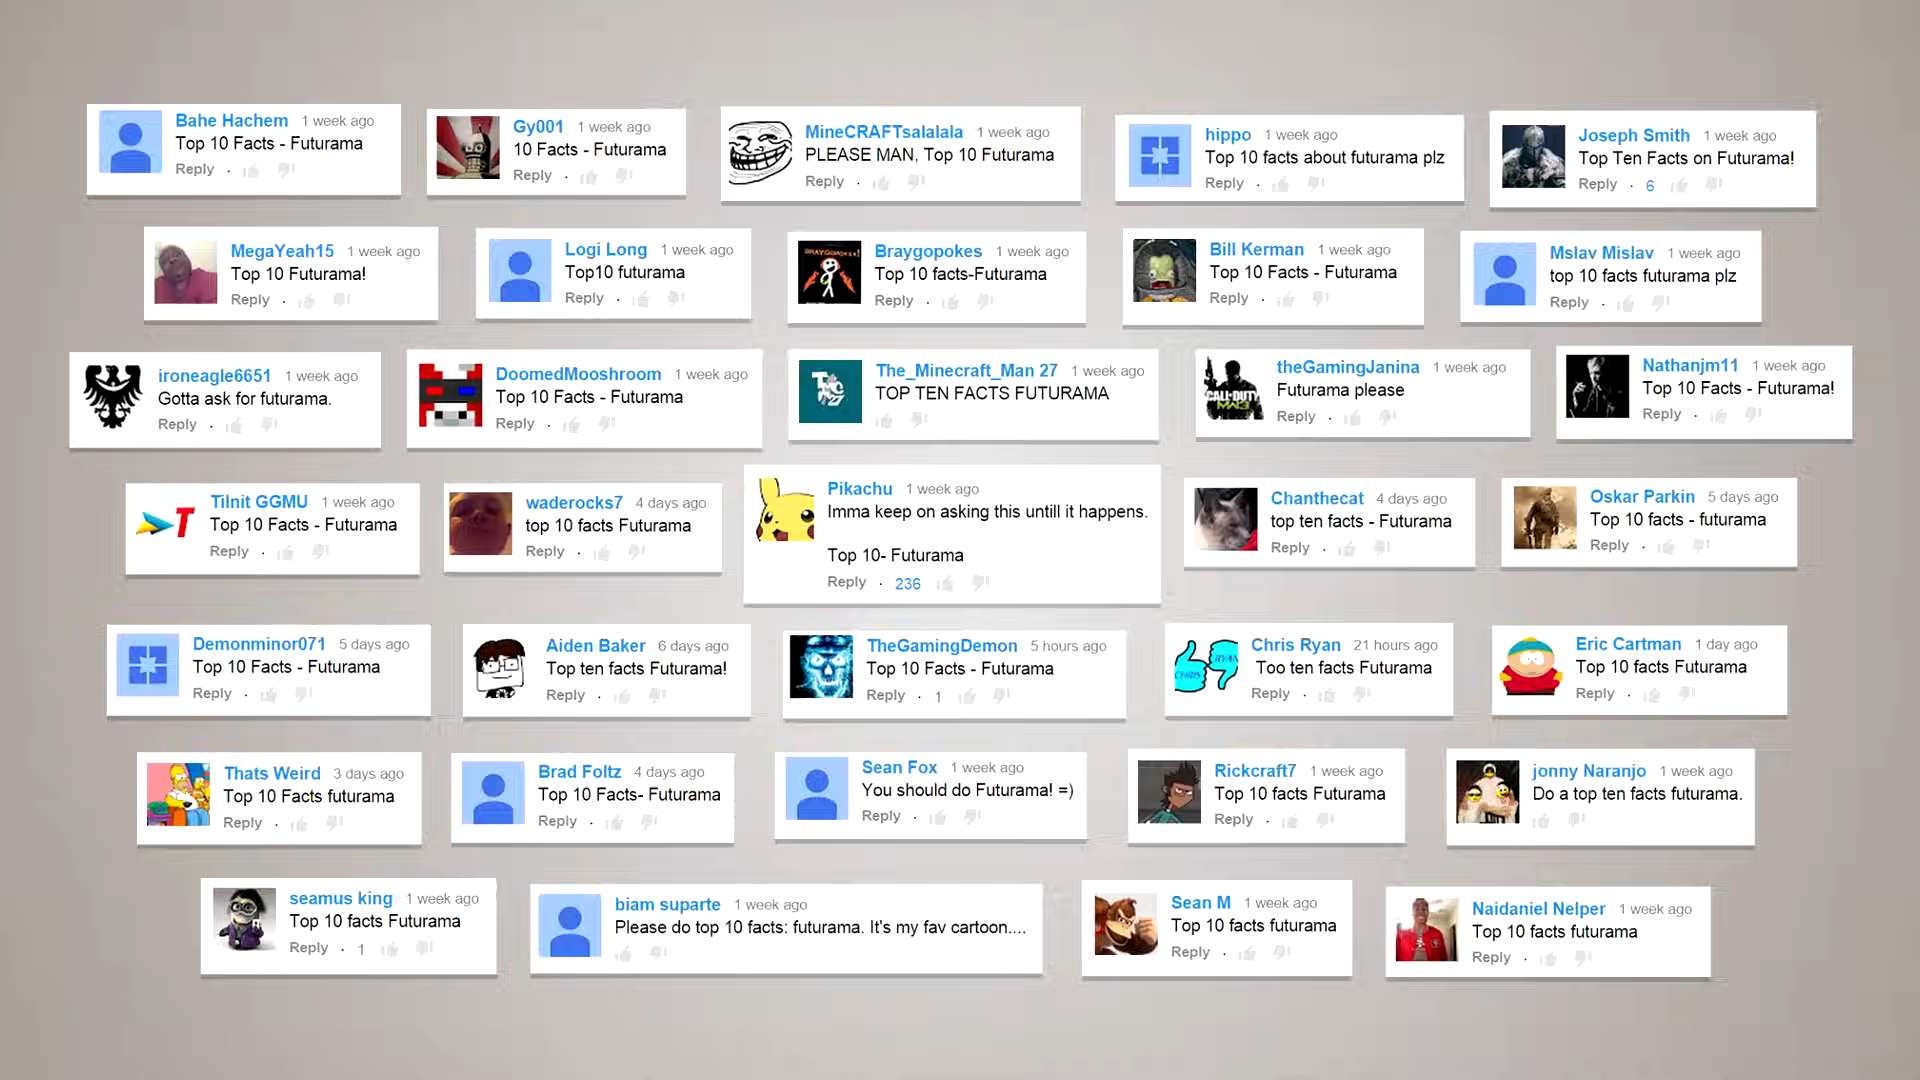 Bahe Hachem 1 week ago
Top 10 Facts - Futurama
Reply
Gy001 1 week ago
10 Facts - Futurama
Reply
MineCRAFTsalalala 1 week ago
PLEASE MAN, Top 10 Futurama
Reply
hippo 1 week ago
Top 10 facts about futurama plz
Reply
Joseph Smith 1 week ago
Top Ten Facts on Futurama!
Reply · 6
MegaYeah15 1 week ago
Top 10 Futurama!
Reply
Logi Long 1 week ago
Top10 futurama
Reply
Braygopokes 1 week ago
Top 10 facts-Futurama
Reply
Bill Kerman 1 week ago
Top 10 Facts - Futurama
Reply
Mslav Mislav 1 week ago
top 10 facts futurama plz
Reply
ironeagle6651 1 week ago
Gotta ask for futurama.
Reply
DoomedMooshroom 1 week ago
Top 10 Facts - Futurama
Reply
The_Minecraft_Man 27 1 week ago
TOP TEN FACTS FUTURAMA
CALL·DUTY
MW3
theGamingJanina 1 week ago
Futurama please
Reply
Nathanjm11 1 week ago
Top 10 Facts - Futurama!
Reply
T
Tilnit GGMU 1 week ago
Top 10 Facts - Futurama
Reply
waderocks7 4 days ago
top 10 facts Futurama
Reply
Pikachu 1 week ago
Imma keep on asking this untill it happens.
Top 10- Futurama
Reply · 236
Chanthecat 4 days ago
top ten facts - Futurama
Reply
Oskar Parkin 5 days ago
Top 10 facts - futurama
Reply
Demonminor071 5 days ago
Top 10 Facts - Futurama
Reply
Aiden Baker 6 days ago
Top ten facts Futurama!
Reply
TheGamingDemon 5 hours ago
Top 10 Facts - Futurama
Reply · 1
CHRIS RYAN
Chris Ryan 21 hours ago
Too ten facts Futurama
Reply
Eric Cartman 1 day ago
Top 10 facts Futurama
Reply
Thats Weird 3 days ago
Top 10 Facts futurama
Reply
Brad Foltz 4 days ago
Top 10 Facts- Futurama
Reply
Sean Fox 1 week ago
You should do Futurama! =)
Reply
Rickcraft7 1 week ago
Top 10 facts Futurama
Reply
jonny Naranjo 1 week ago
Do a top ten facts futurama.
seamus king 1 week ago
Top 10 facts Futurama
Reply · 1
biam suparte 1 week ago
Please do top 10 facts: futurama. It's my fav cartoon....
Sean M 1 week ago
Top 10 facts futurama
Reply
Naidaniel Nelper 1 week ago
Top 10 facts futurama
Reply